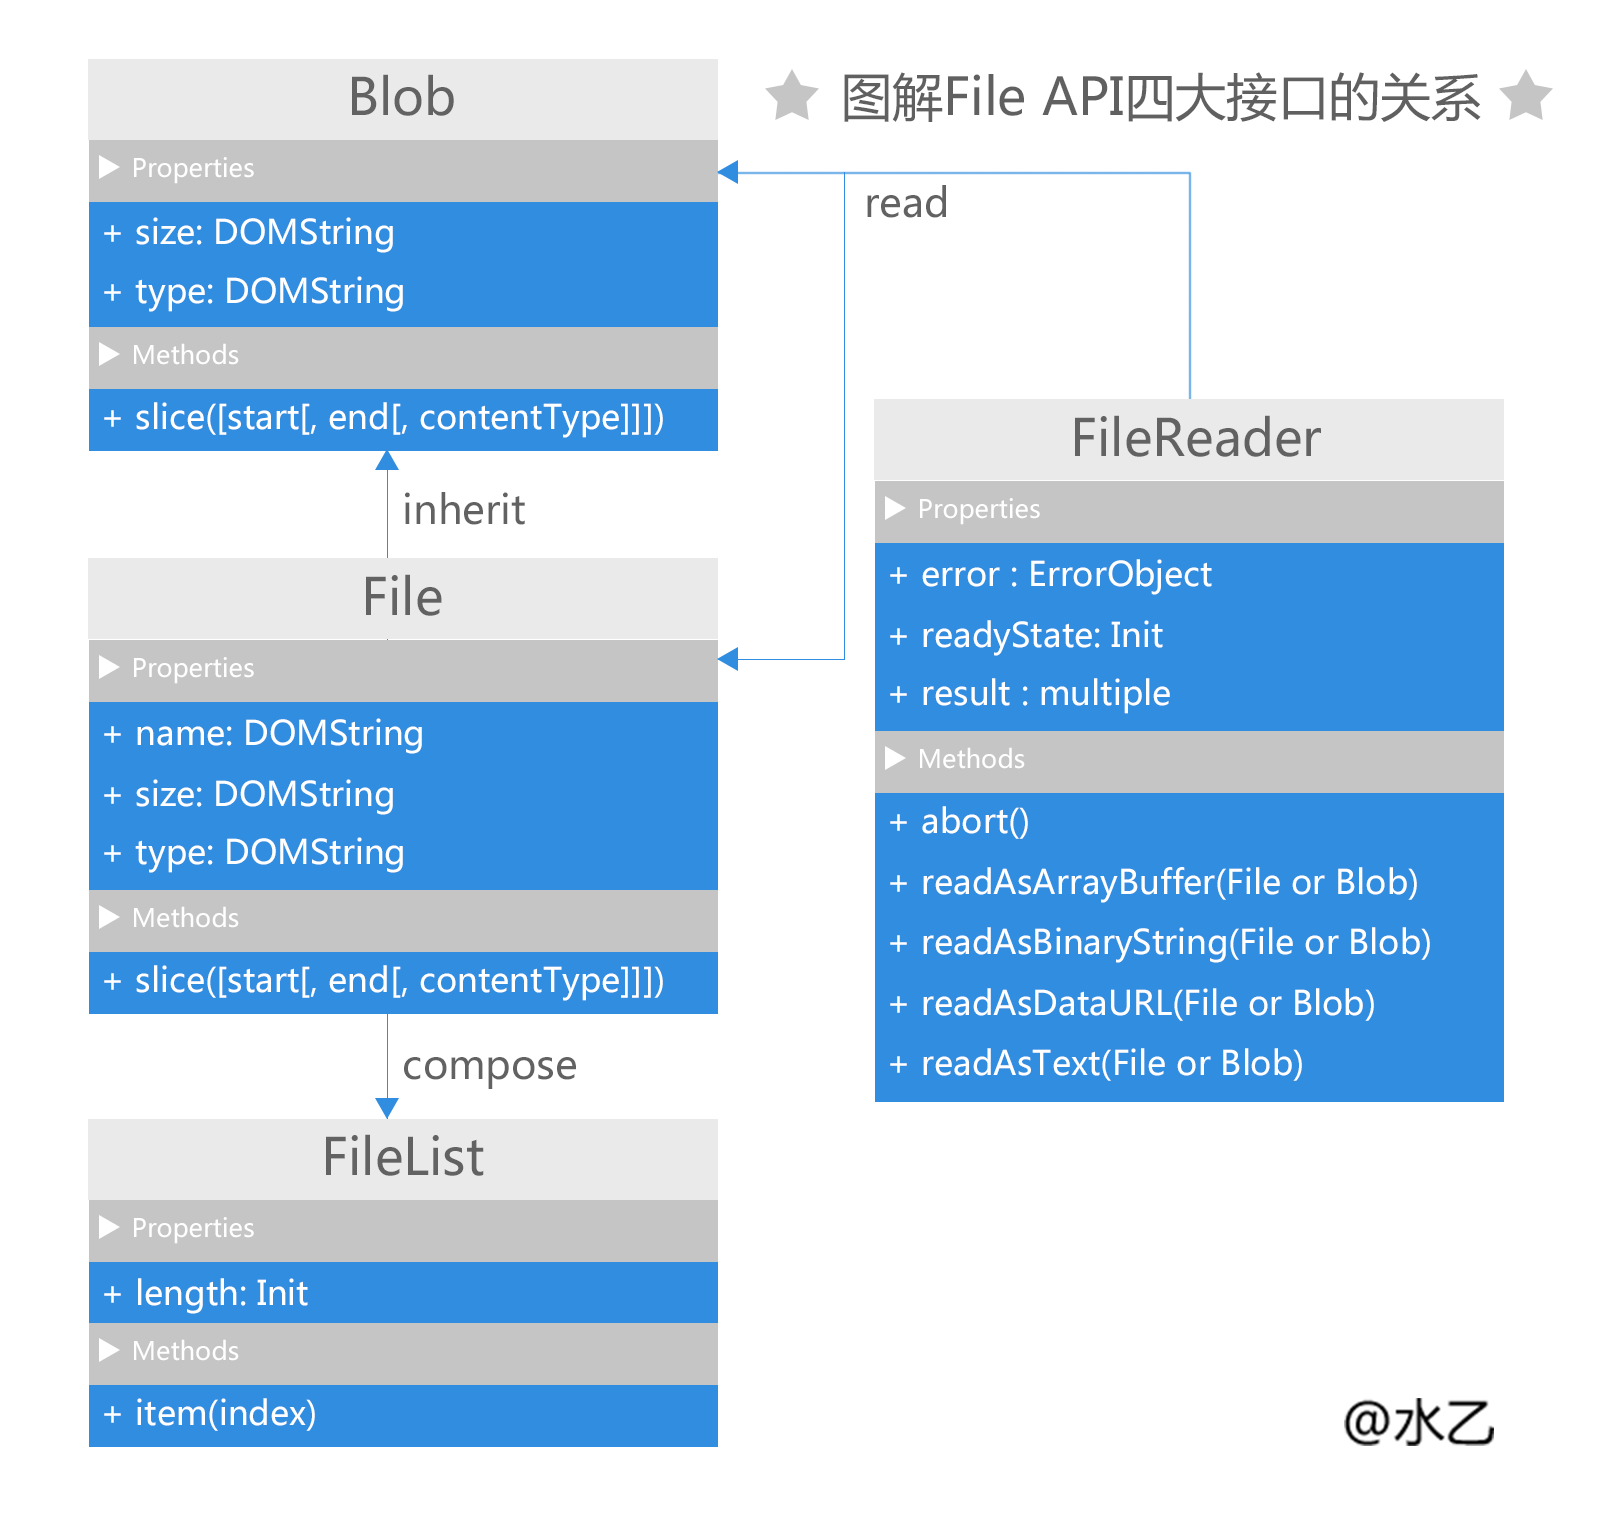 图解File API四大接口的关系
Blob
Properties
+ size: DOMString
+ type: DOMString
Methods
+ slice([start[, end[, contentType]]])
inherit
File
Properties
+ name: DOMString
+ size: DOMString
+ type: DOMString
Methods
+ slice([start[, end[, contentType]]])
compose
FileList
Properties
+ length: Init
Methods
+ item(index)
read
FileReader
Properties
+ error : ErrorObject
+ readyState: Init
+ result : multiple
Methods
+ abort()
+ readAsArrayBuffer(File or Blob)
+ readAsBinaryString(File or Blob)
+ readAsDataURL(File or Blob)
+ readAsText(File or Blob)
@水乙